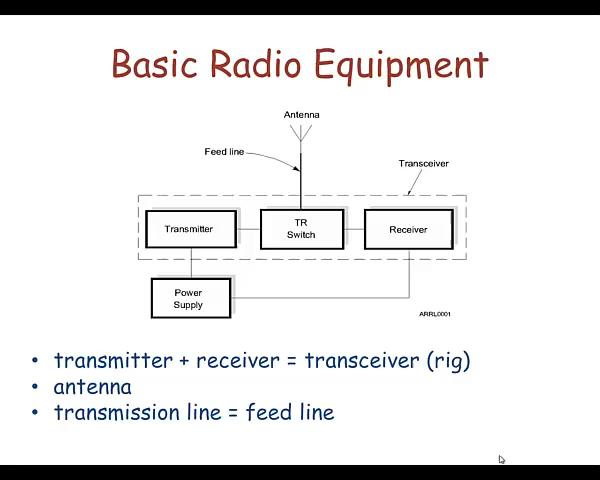 Basic Radio Equipment
Antenna
Feed line
Transceiver
Transmitter
TR
Switch
Receiver
Power
Supply
ARRL0001
• transmitter + receiver = transceiver (rig)
• antenna
• transmission line = feed line